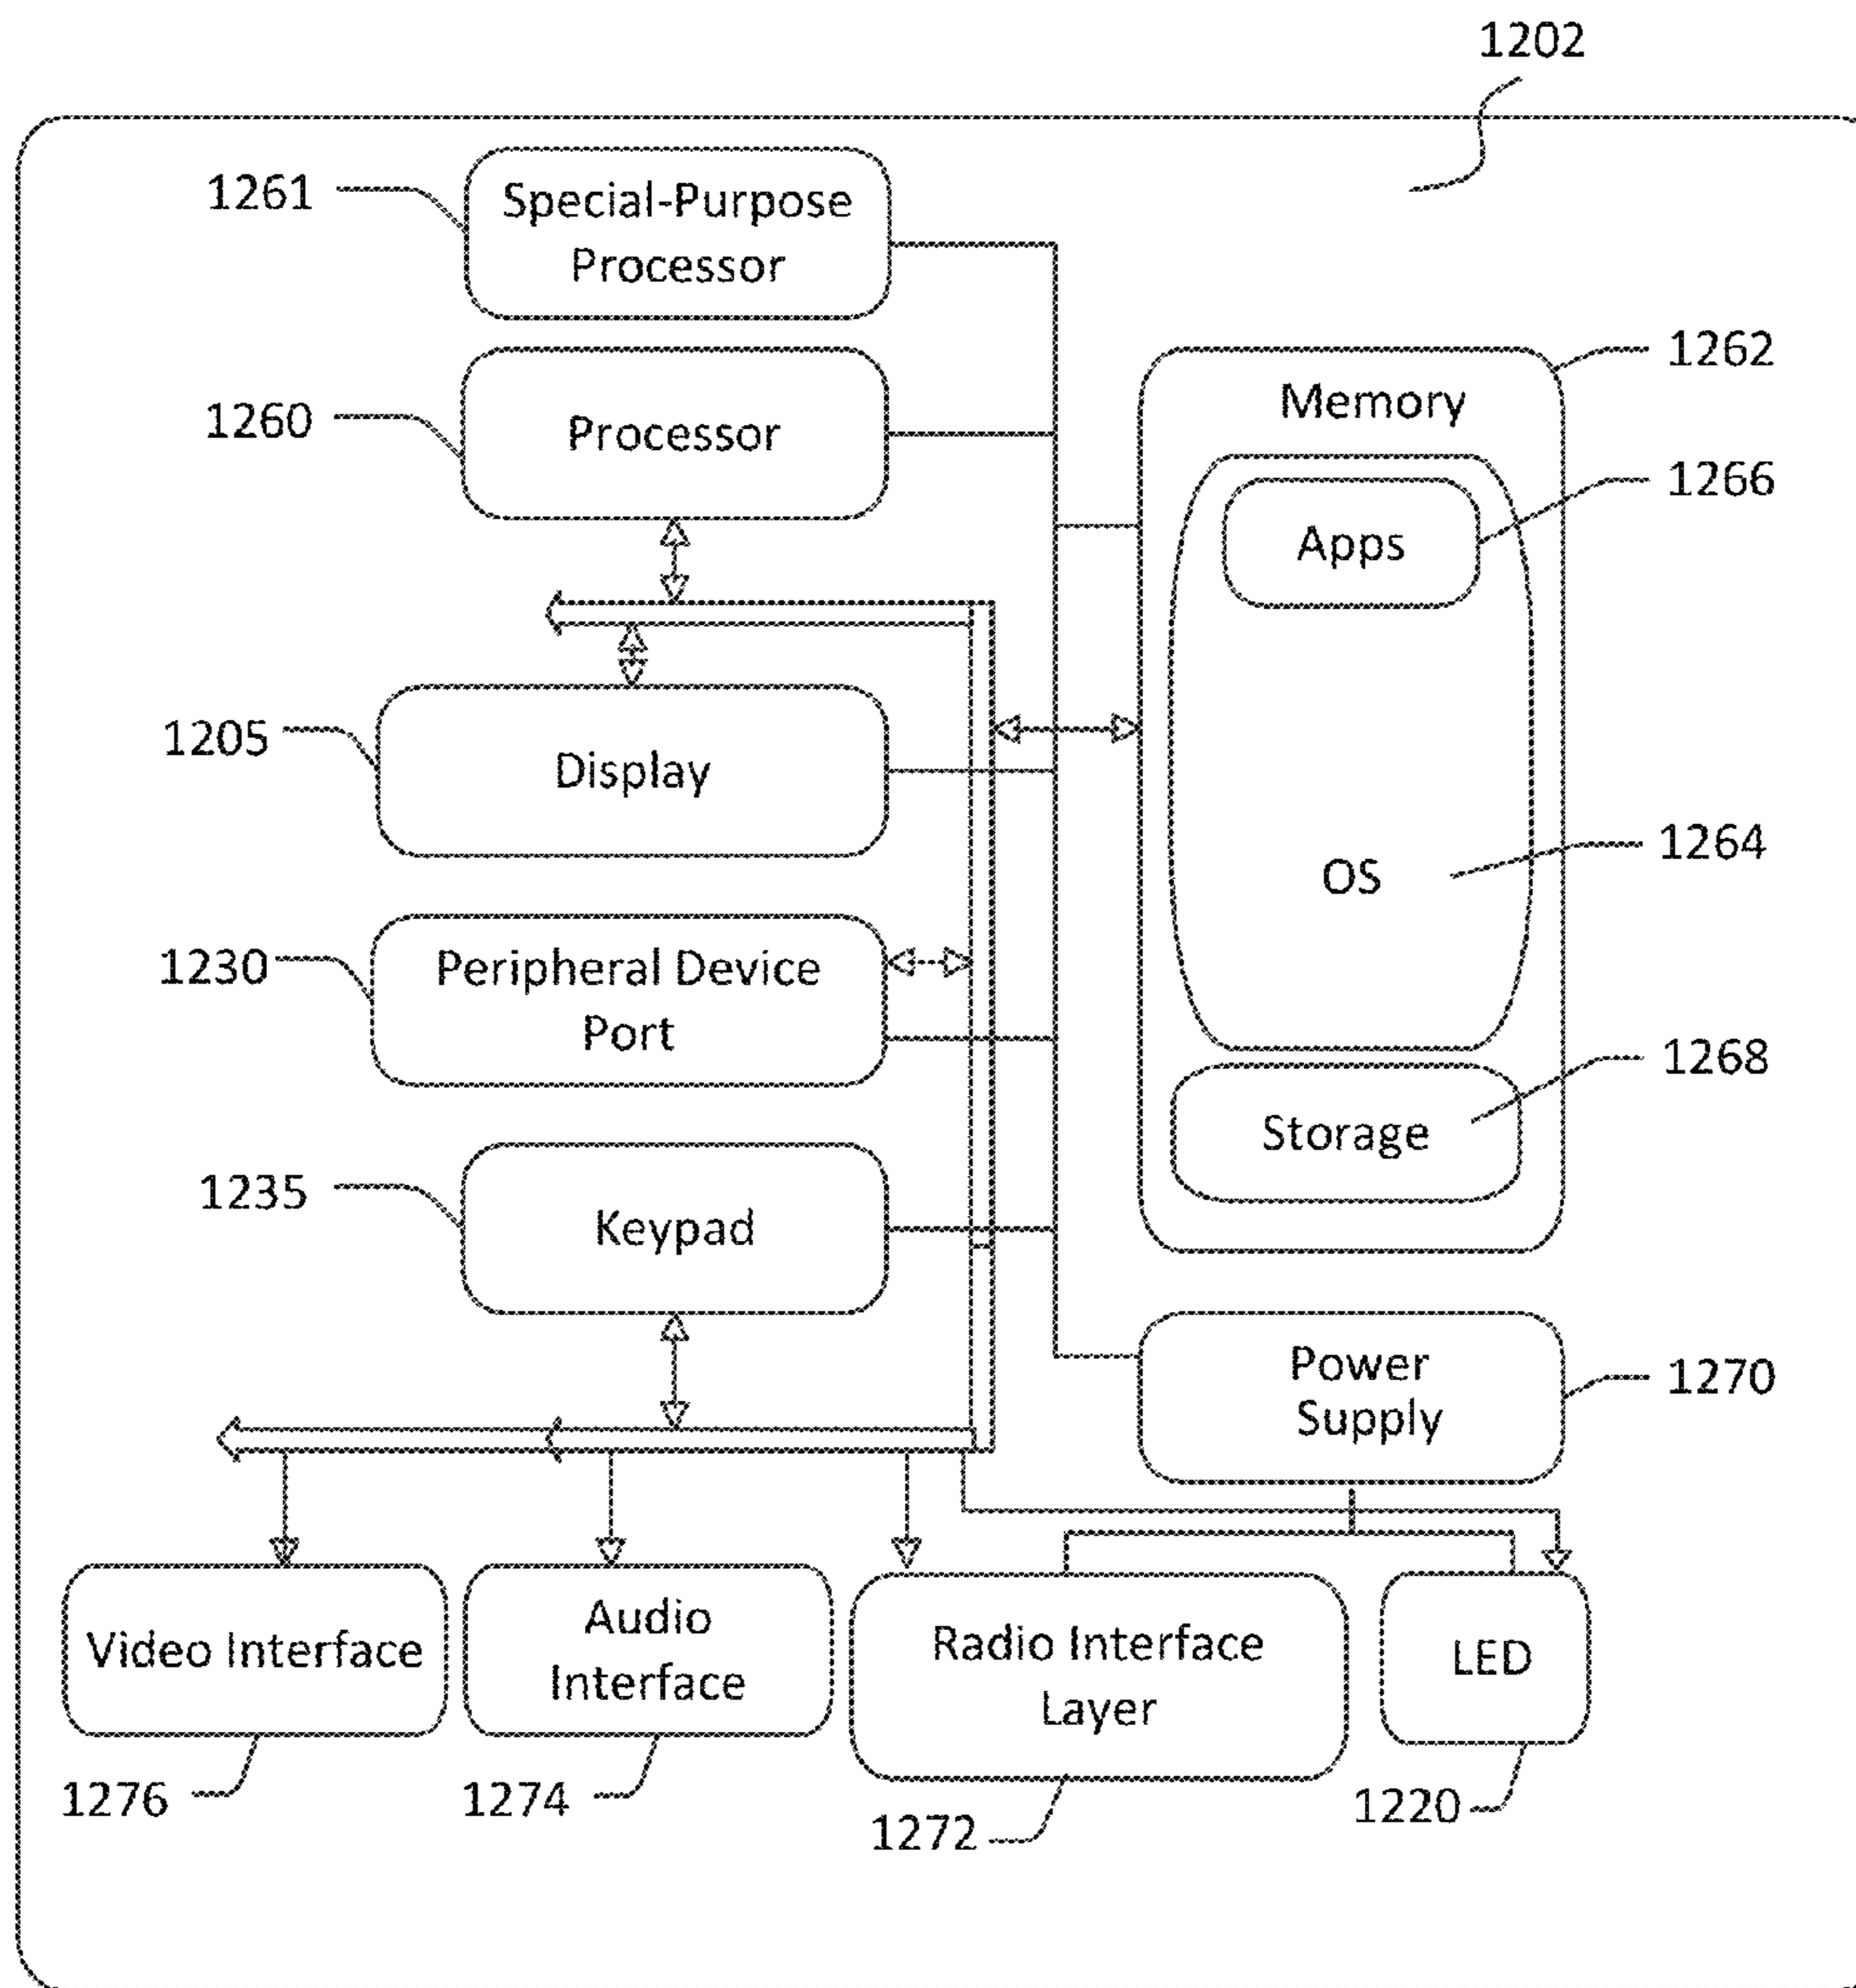 1202
1261
Special-Purpose
Processor
1262
Memory
1260
Processor
1266
Apps
1205
Display
1264
OS
1230
Peripheral Device
Port
1268
Storage
1235
Keypad
Power
Supply
1270
Video Interface
Audio
Interface
Radio Interface
Layer
LED
1276
1274
1272
1220